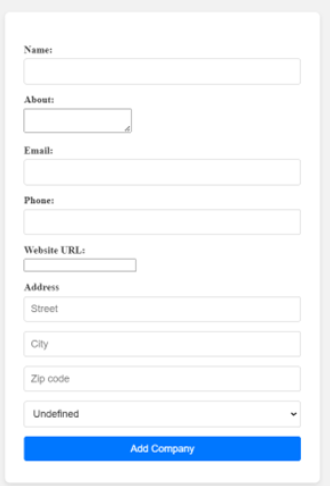 Name:
About:
Email:
Phone:
Website URL:
Address
Street
City
Zip code
Undefined
Add Company